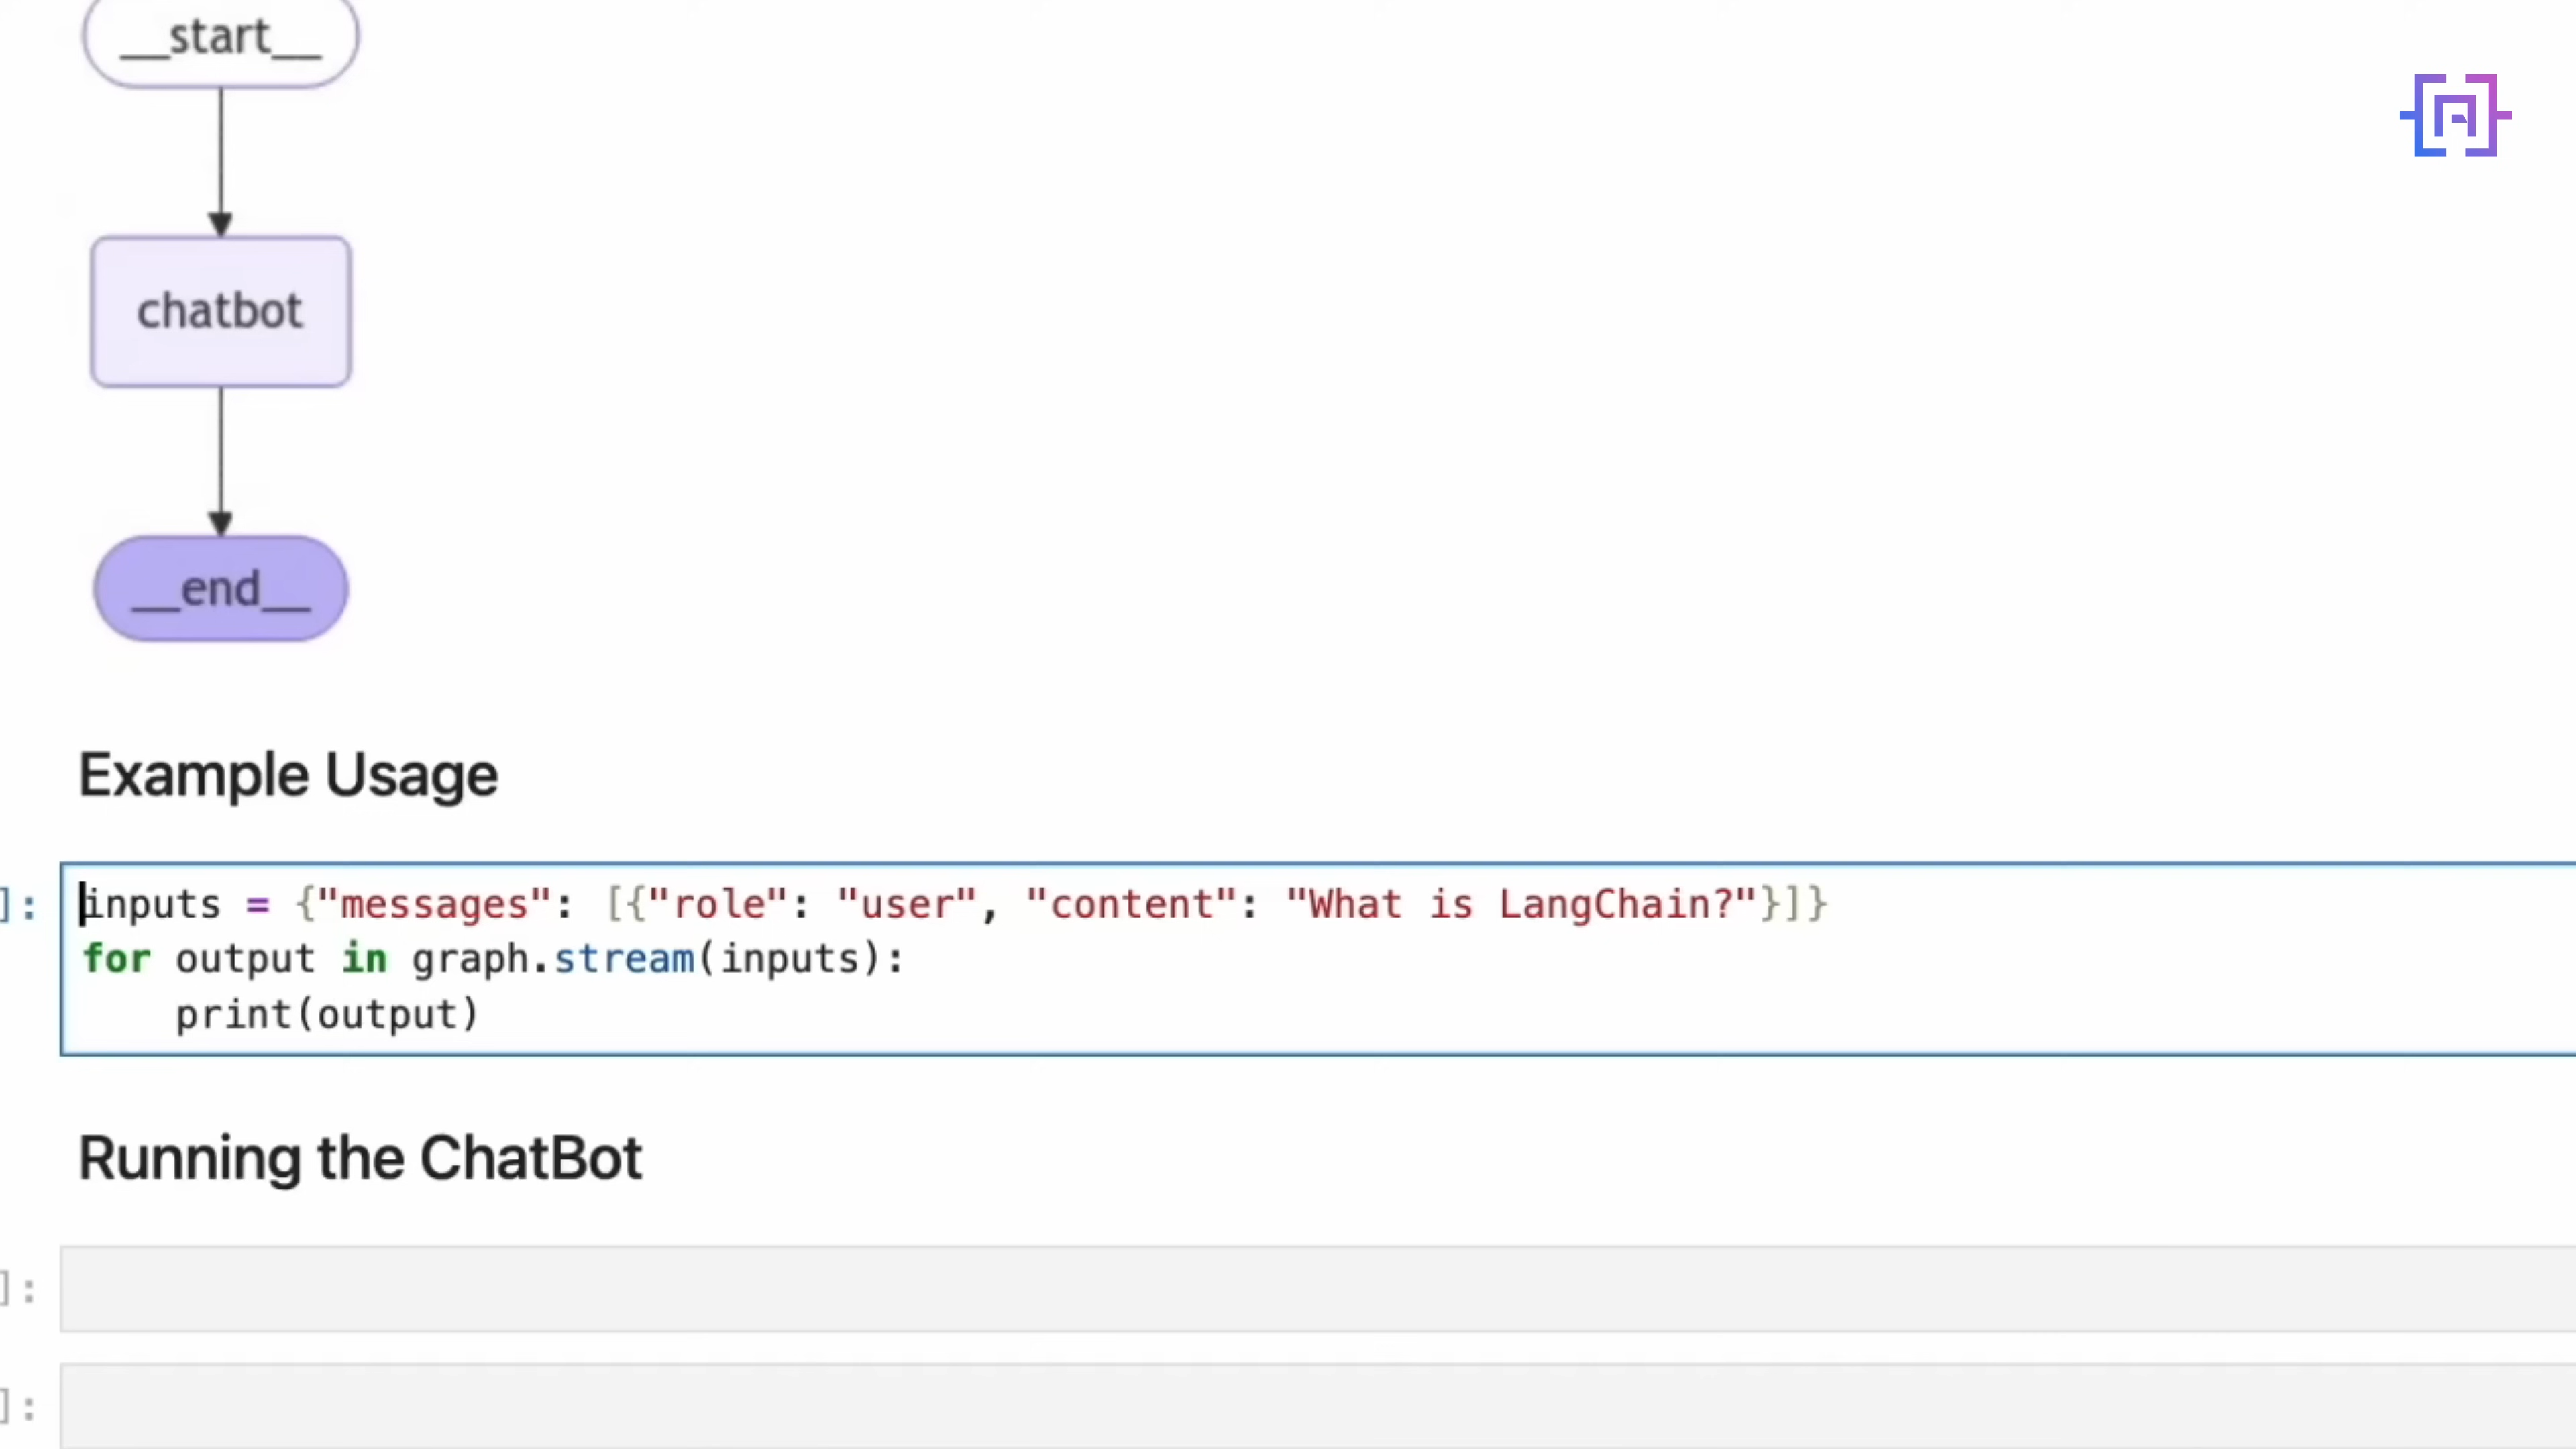 __start__
chatbot
__end__
Example Usage
]:
inputs = {"messages": [{"role": "user", "content": "What is LangChain?"}]}
for output in graph.stream(inputs):
    print(output)
Running the ChatBot
]:
]: